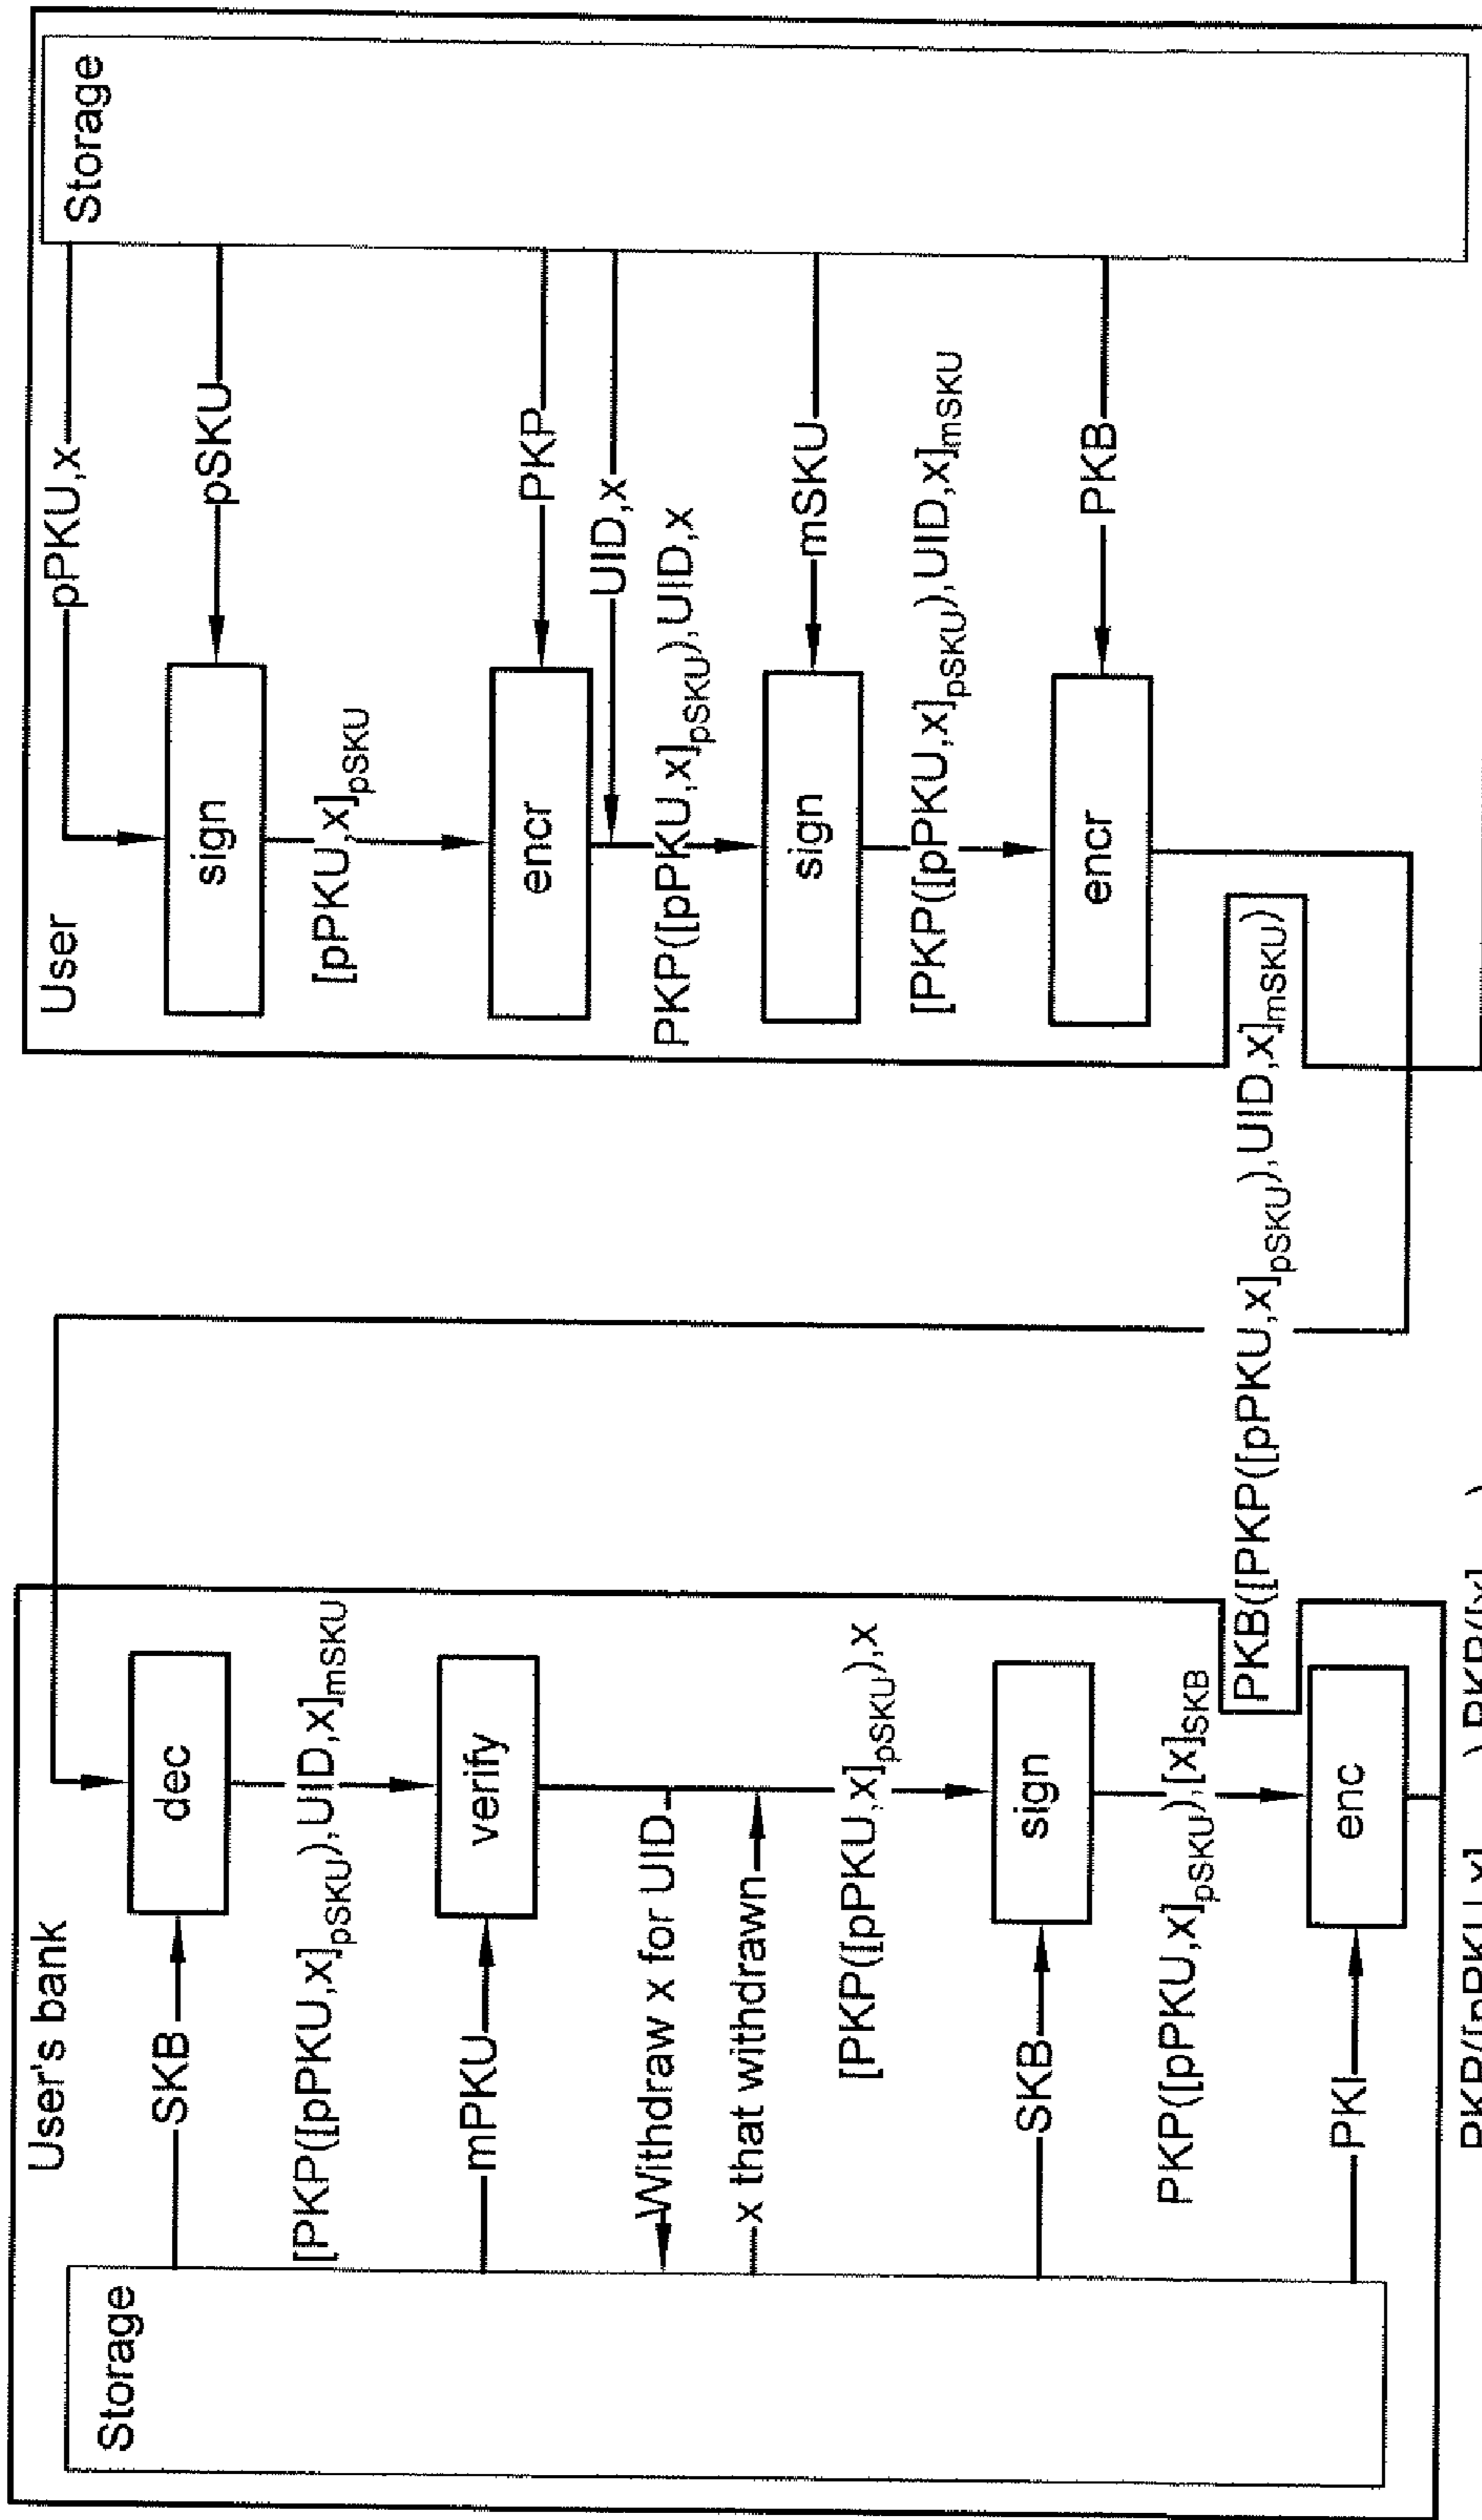 User's bank
Storage
SKB
dec
[PKP([pPKU,x]pSKU),UID,x]mSKU
mPKU
verify
Withdraw x for UID
x that withdrawn
[PKP([pPKU,x]pSKU),x
SKB
sign
PKP([pPKU,x]pSKU),[x]SKB
PKI
enc
PKB([PKP([pPKU,x]pSKU),UID,x]mSKU)
User
Storage
pPKU,x
sign
pSKU
[pPKU,x]pSKU
encr
PKP
UID,x
PKP([pPKU,x]pSKU),UID,x
sign
mSKU
[PKP([pPKU,x]pSKU),UID,x]mSKU
encr
PKB